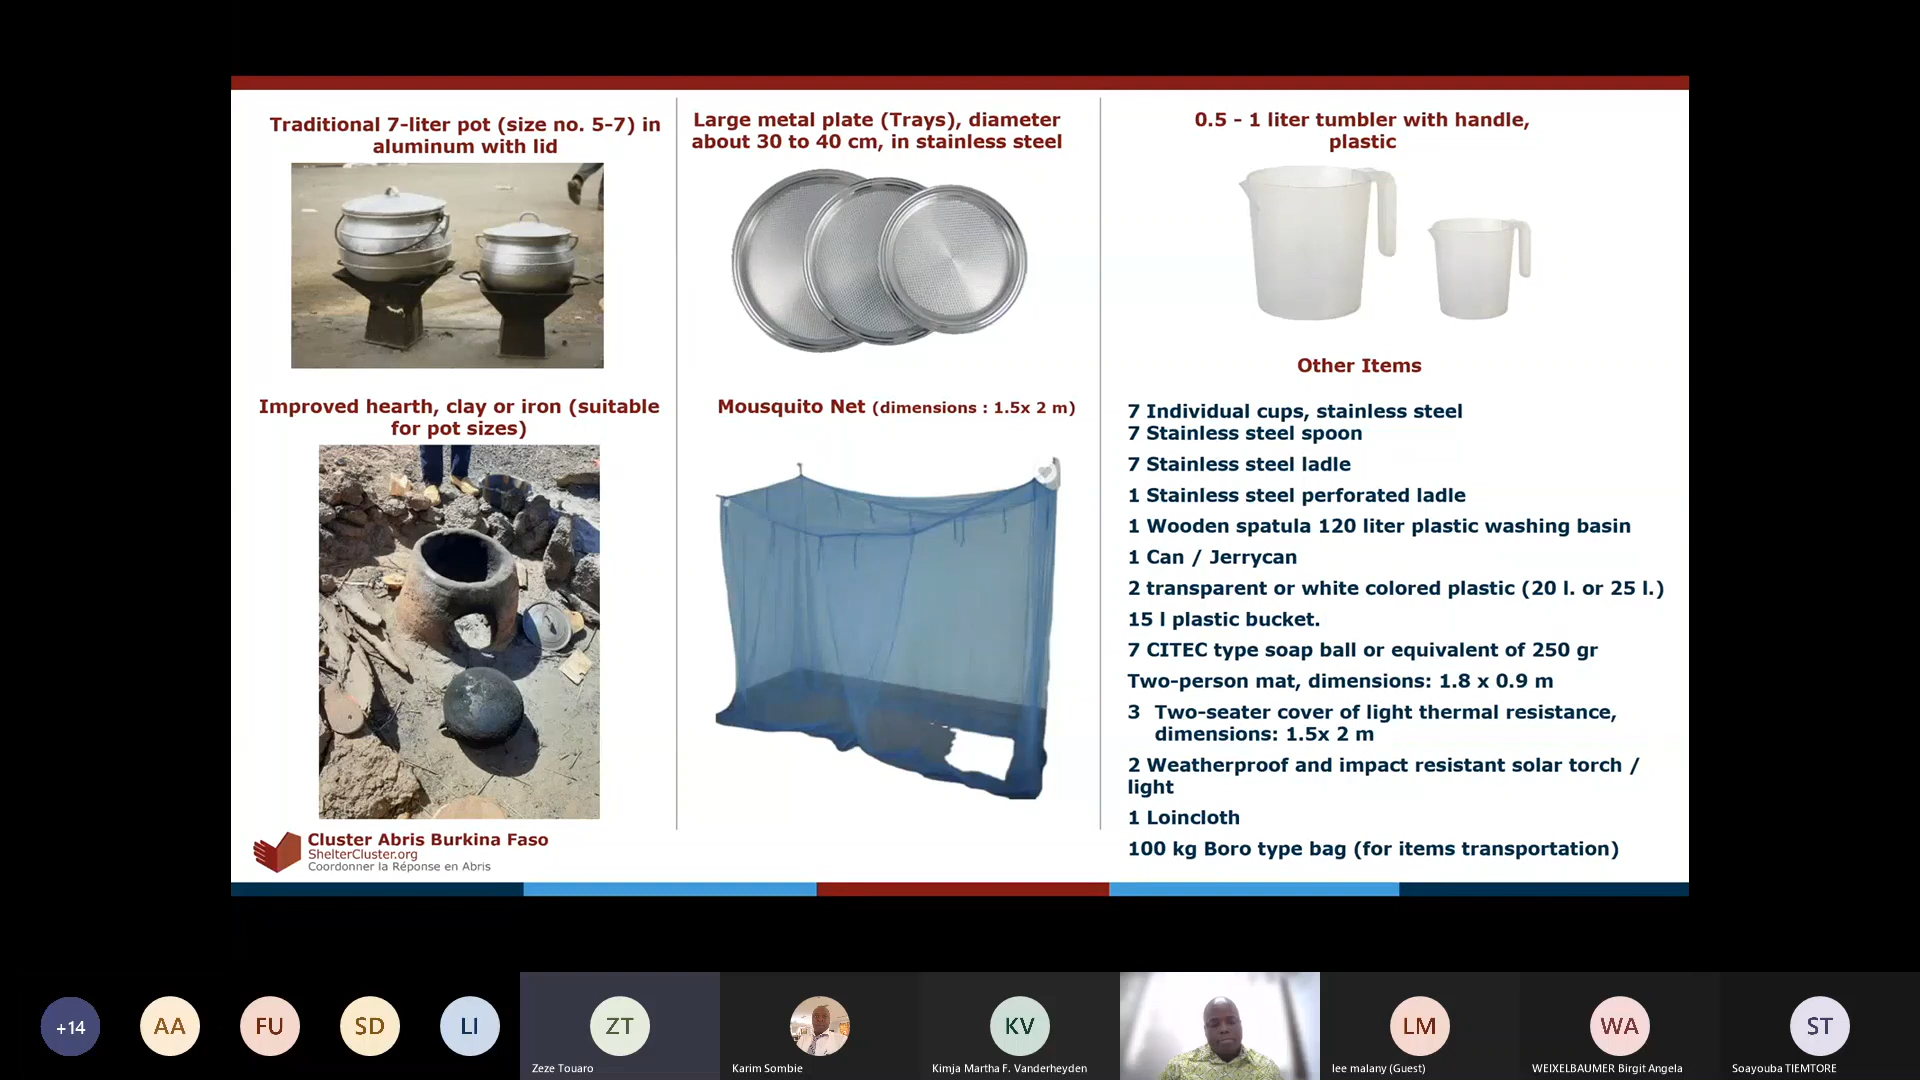 Traditional 7-liter pot (size no. 5-7) in
aluminum with lid
Improved hearth, clay or iron (suitable
for pot sizes)
Large metal plate (Trays), diameter
about 30 to 40 cm, in stainless steel
Mousquito Net (dimensions : 1.5x 2 m)
0.5 - 1 liter tumbler with handle,
plastic
Other Items
7 Individual cups, stainless steel
7 Stainless steel spoon
7 Stainless steel ladle
1 Stainless steel perforated ladle
1 Wooden spatula 120 liter plastic washing basin
1 Can / Jerrycan
2 transparent or white colored plastic (20 l. or 25 l.)
15 l plastic bucket.
7 CITEC type soap ball or equivalent of 250 gr
Two-person mat, dimensions: 1.8 x 0.9 m
3 Two-seater cover of light thermal resistance,
dimensions: 1.5x 2 m
2 Weatherproof and impact resistant solar torch /
light
1 Loincloth
100 kg Boro type bag (for items transportation)
Cluster Abris Burkina Faso
ShelterCluster.org
Coordonner la Réponse en Abris
+14
AA
FU
SD
LI
ZT
Zeze Touaro
Karim Sombie
KV
Kimja Martha F. Vanderheyden
LM
lee malany (Guest)
WA
WEIXELBAUMER Birgit Angela
ST
Soayouba TIEMTORE